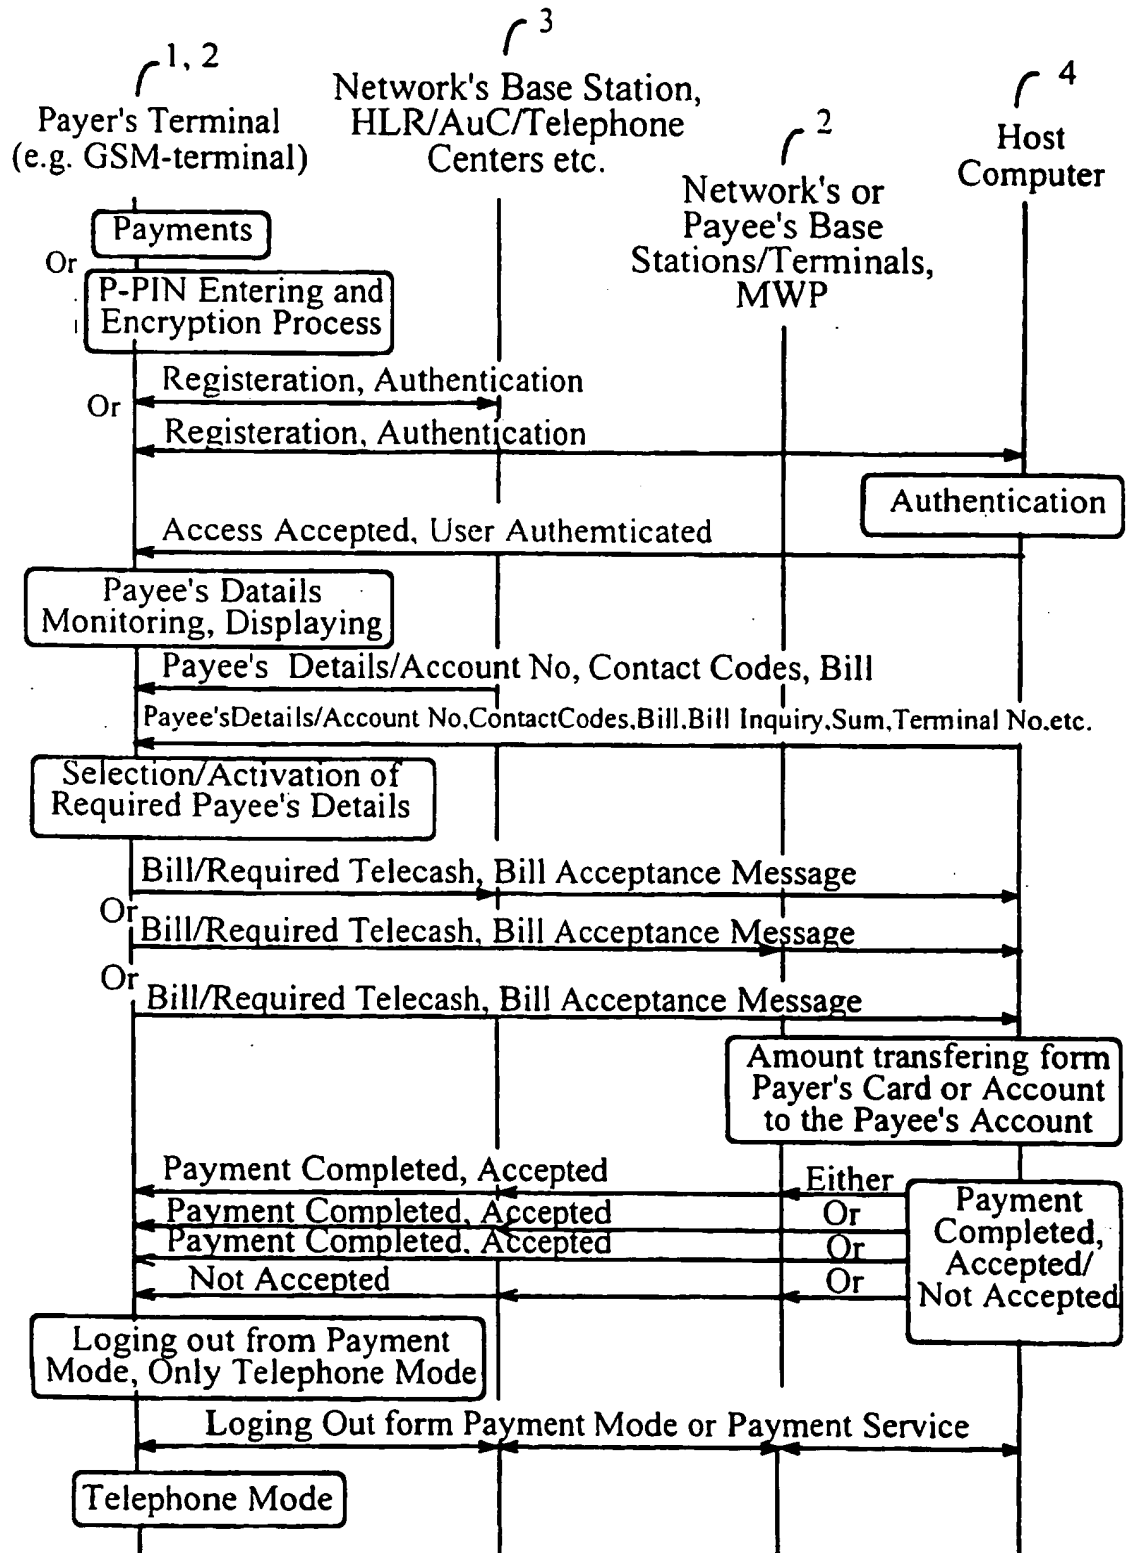 1, 2
Payer's Terminal
(e.g. GSM-terminal)
3
Network's Base Station,
HLR/AuC/Telephone
Centers etc.
2
Network's or
Payee's Base
Stations/Terminals,
MWP
4
Host
Computer
Payments
Or
P-PIN Entering and
Encryption Process
Registeration, Authentication
Or
Registeration, Authentication
Authentication
Access Accepted, User Authemticated
Payee's Datails
Monitoring, Displaying
Payee's Details/Account No, Contact Codes, Bill
Payee'sDetails/Account No,ContactCodes,Bill,Bill Inquiry,Sum,Terminal No.etc.
Selection/Activation of
Required Payee's Details
Bill/Required Telecash, Bill Acceptance Message
Or
Bill/Required Telecash, Bill Acceptance Message
Or
Bill/Required Telecash, Bill Acceptance Message
Amount transfering form
Payer's Card or Account
to the Payee's Account
Payment Completed, Accepted
Either
Payment Completed, Accepted
Or
Payment Completed, Accepted
Or
Not Accepted
Or
Payment
Completed,
Accepted/
Not Accepted
Loging out from Payment
Mode, Only Telephone Mode
Loging Out form Payment Mode or Payment Service
Telephone Mode